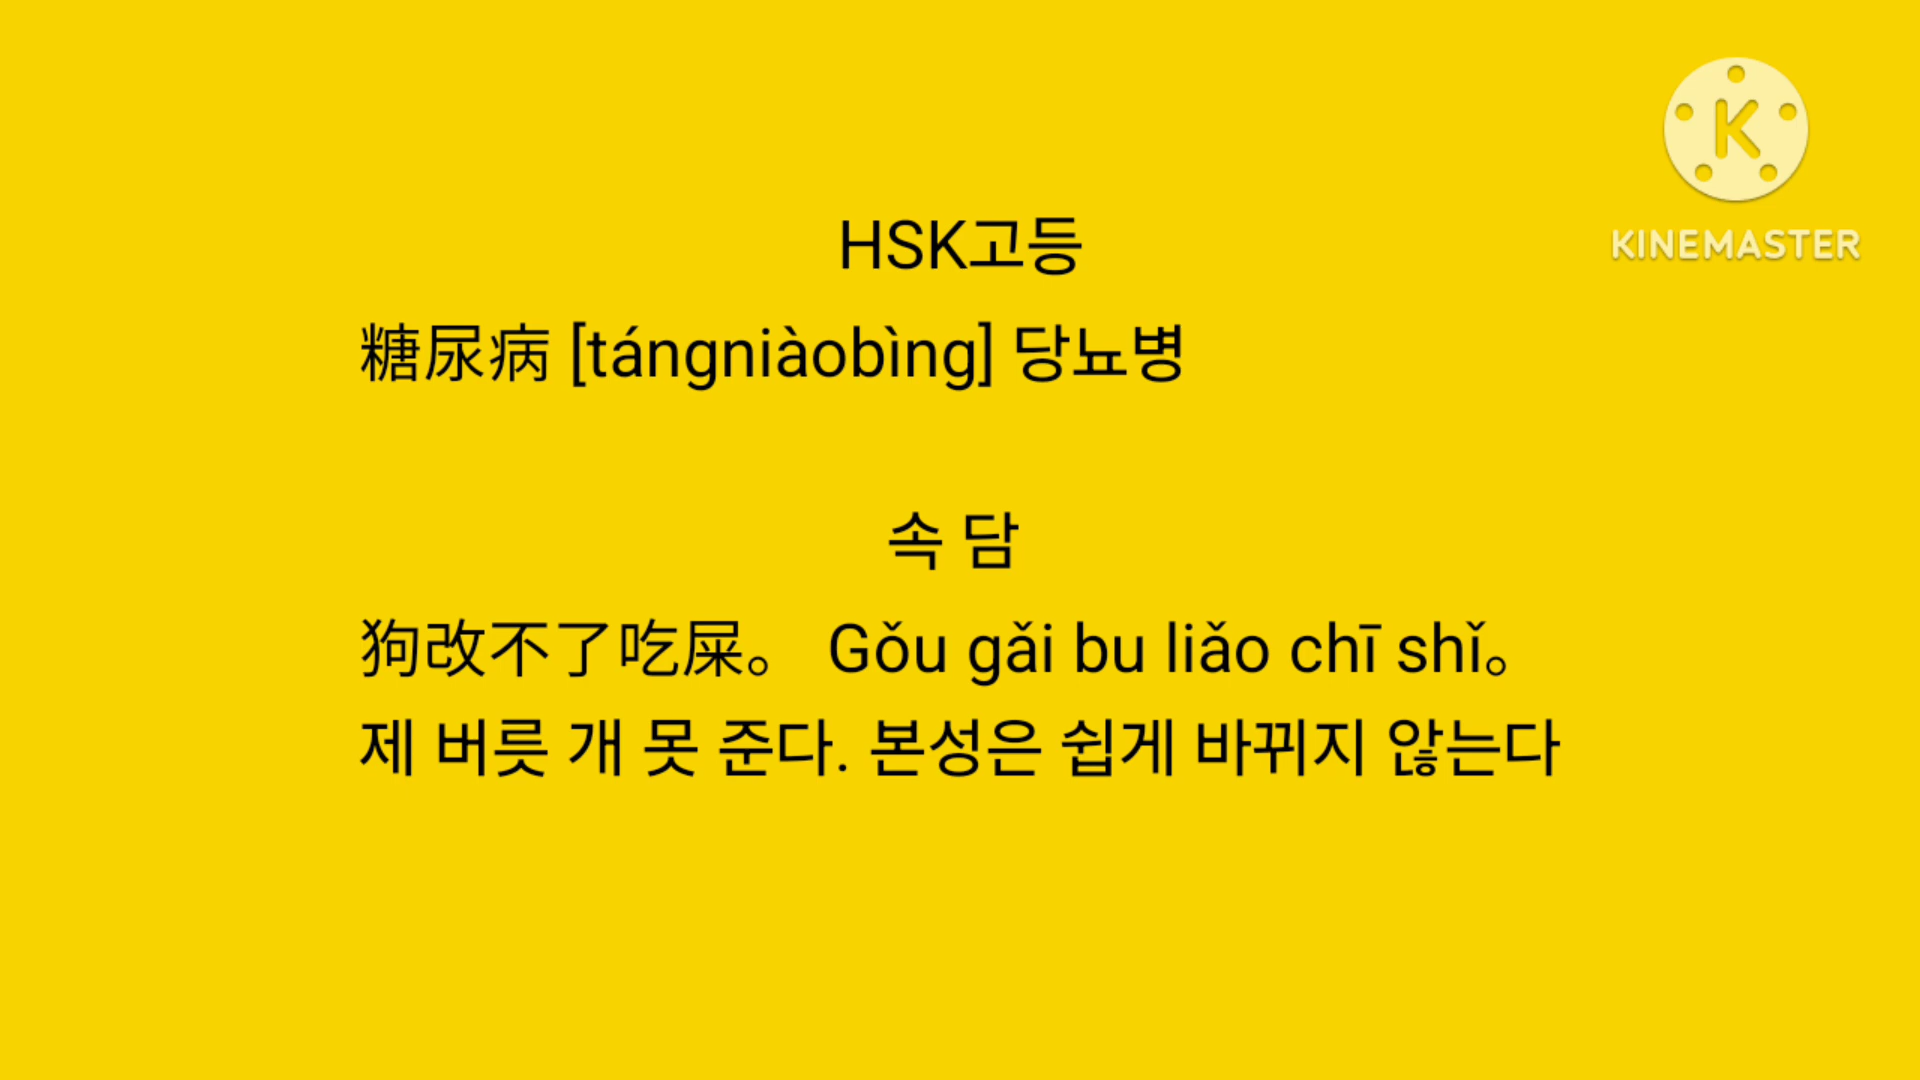 KINEMASTER
HSK고등
糖尿病 [tángniàobìng] 당뇨병
속 담
狗改不了吃屎。 Gǒu gǎi bu liǎo chī shǐ。
제 버릇 개 못 준다. 본성은 쉽게 바뀌지 않는다